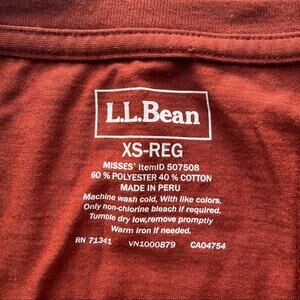 L.L.Bean
XS-REG
MISSES' ItemID 507508
60 % POLYESTER 40 % COTTON
MADE IN PERU
Machine wash cold, With like colors.
Only non-chlorine bleach if required.
Tumble dry low,remove promptly
Warm iron if needed.
RN 71341 VN1000879 CA04754